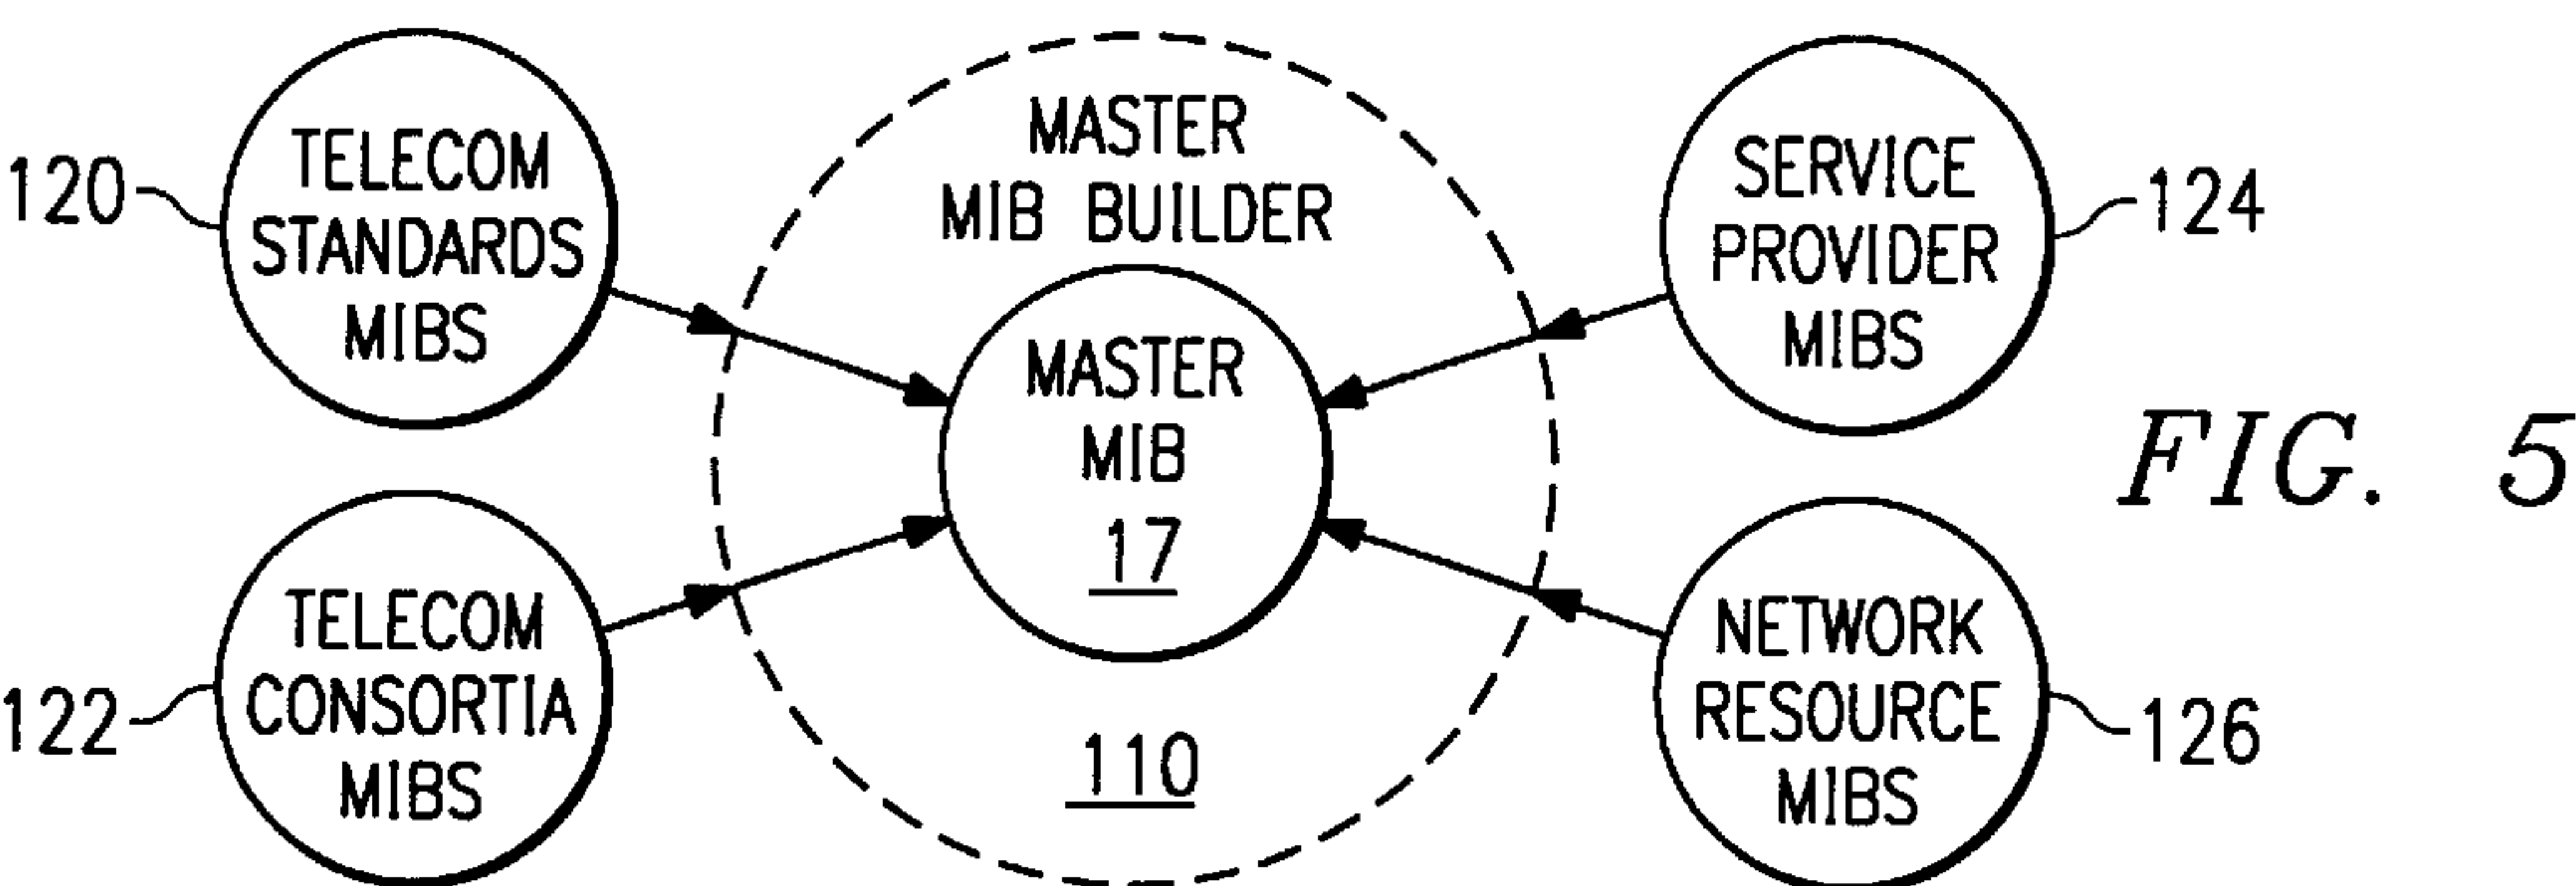 120
TELECOM
STANDARDS
MIBS
122
TELECOM
CONSORTIA
MIBS
MASTER
MIB BUILDER
MASTER
MIB
17
110
SERVICE
PROVIDER
MIBS
124
NETWORK
RESOURCE
MIBS
126
FIG. 5